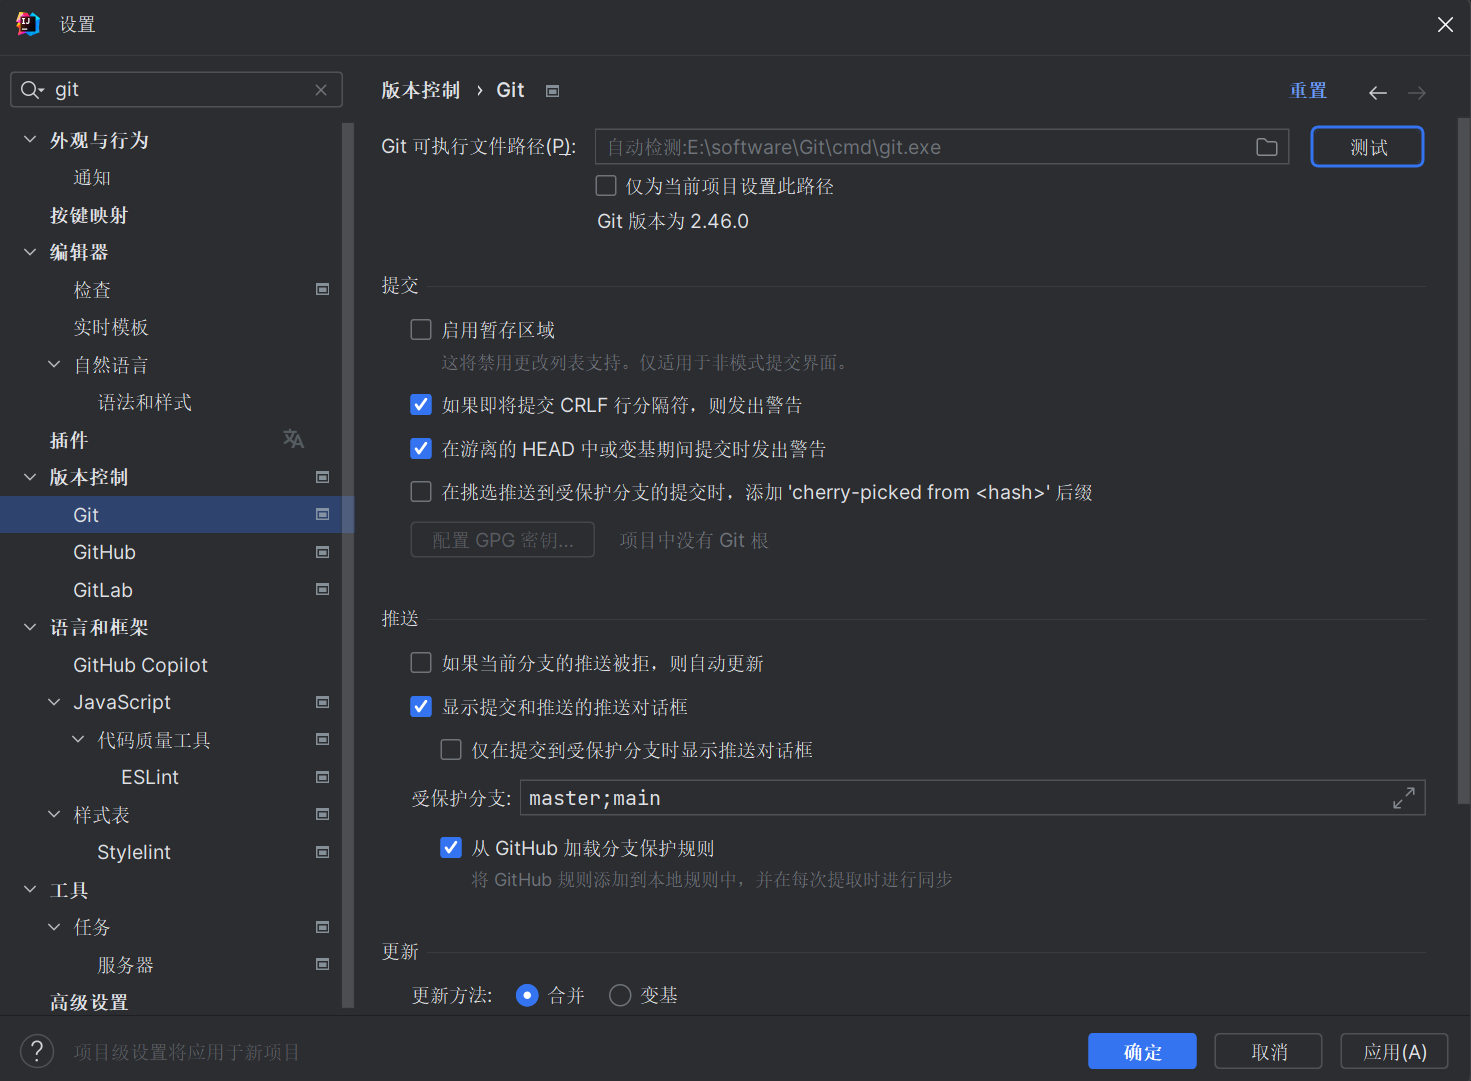 设置
git
外观与行为
通知
按键映射
编辑器
检查
实时模板
自然语言
语法和样式
插件
版本控制
Git
GitHub
GitLab
语言和框架
GitHub Copilot
JavaScript
代码质量工具
ESLint
样式表
Stylelint
工具
任务
服务器
高级设置
版本控制 › Git
重置
Git 可执行文件路径(P): 自动检测:E:\software\Git\cmd\git.exe 测试
仅为当前项目设置此路径
Git 版本为 2.46.0
提交
启用暂存区域
这将禁用更改列表支持。仅适用于非模式提交界面。
如果即将提交 CRLF 行分隔符，则发出警告
在游离的 HEAD 中或变基期间提交时发出警告
在挑选推送到受保护分支的提交时，添加 'cherry-picked from <hash>' 后缀
配置 GPG 密钥... 项目中没有 Git 根
推送
如果当前分支的推送被拒，则自动更新
显示提交和推送的推送对话框
仅在提交到受保护分支时显示推送对话框
受保护分支: master;main
从 GitHub 加载分支保护规则
将 GitHub 规则添加到本地规则中，并在每次提取时进行同步
更新
更新方法: 合并 变基
? 项目级设置将应用于新项目
确定 取消 应用(A)